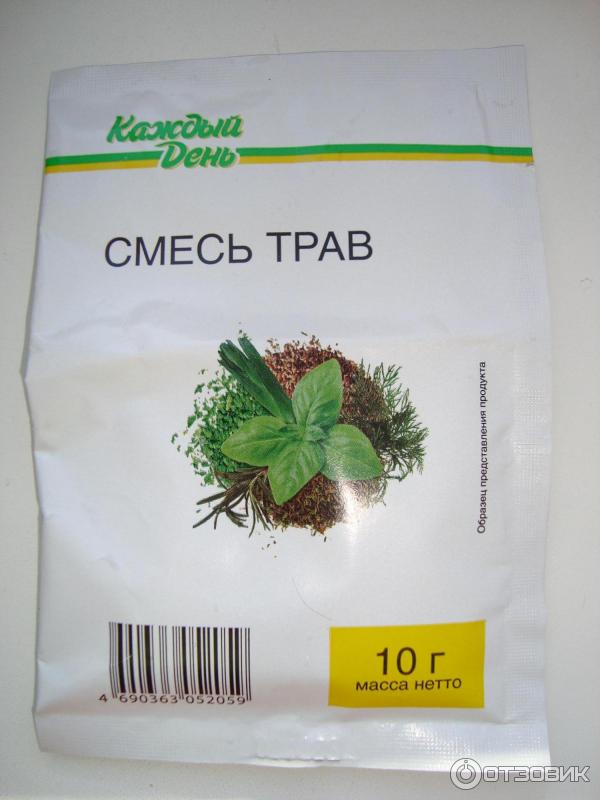 Каждый
День
СМЕСЬ ТРАВ
Образец представления продукта
4 690363 052059
10 г
масса нетто
ОТЗОВИК